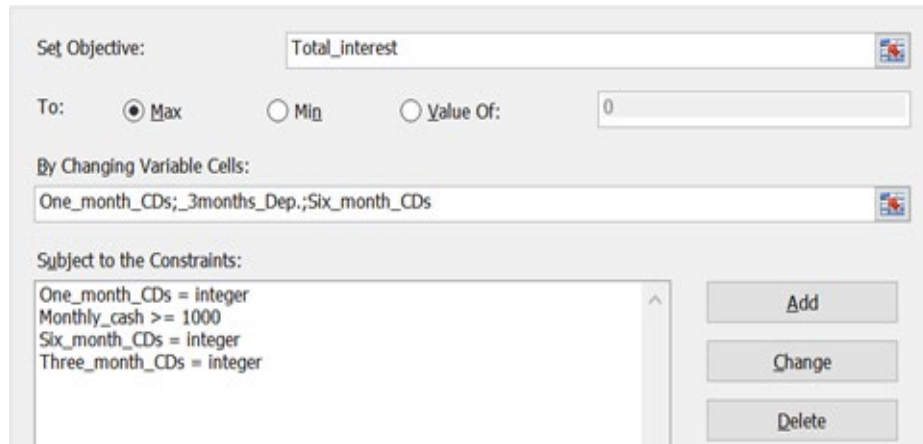 Set Objective: Total_interest
To: Max Min Value Of: 0
By Changing Variable Cells:
One_month_CDs;_3months_Dep.;Six_month_CDs
Subject to the Constraints:
One_month_CDs = integer
Monthly_cash >= 1000
Six_month_CDs = integer
Three_month_CDs = integer
Add
Change
Delete